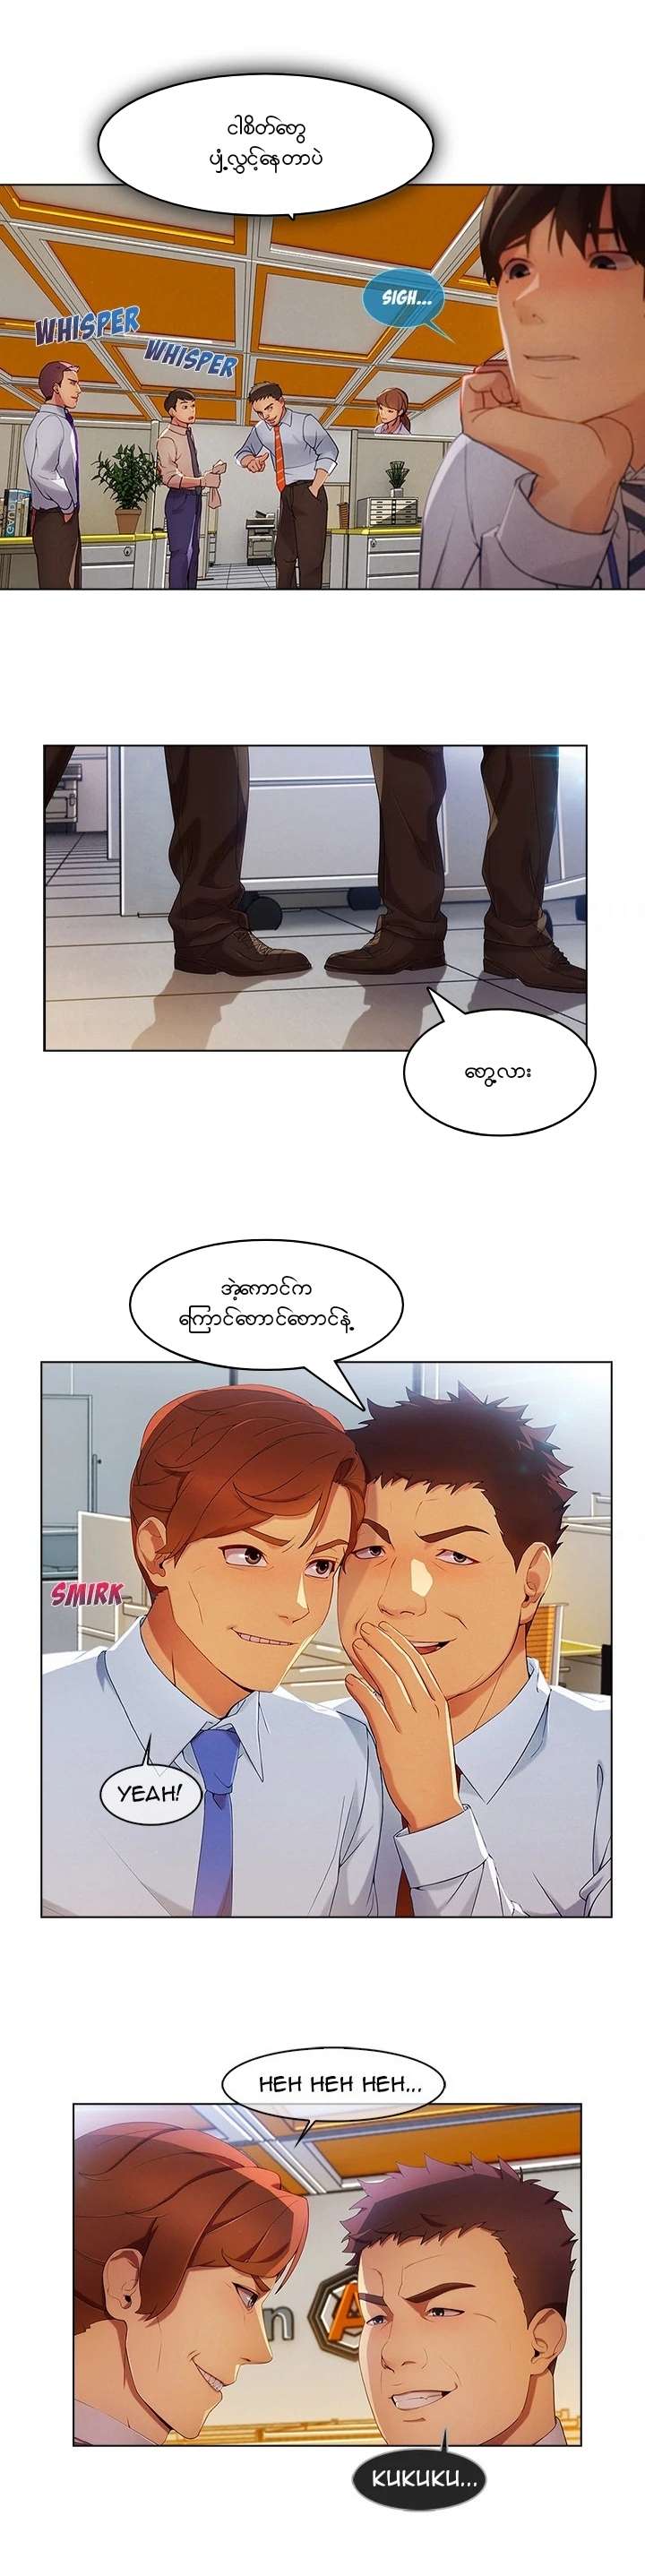 ငါစိတ်တွေ
ပျံ့လွှင့်နေတာပဲ
SIGH...
WHISPER
WHISPER
တွေ့လား
အဲ့ကောင်က
ကြောင်တောင်တောင်နဲ့
SMIRK
YEAH!
HEH HEH HEH...
n A
KUKUKU...